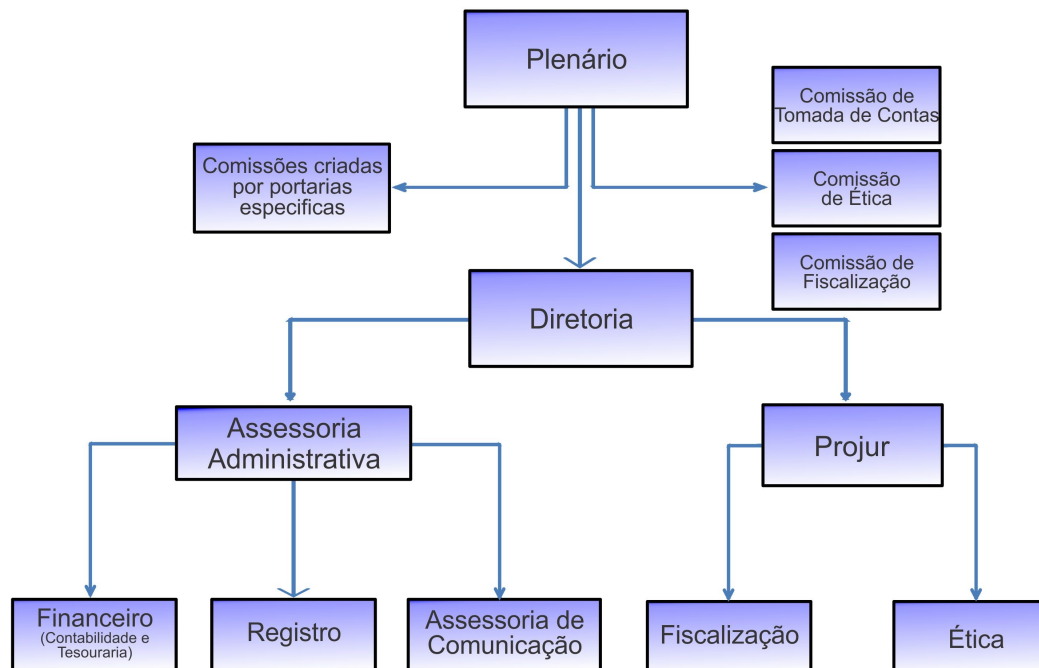 Plenário
Comissão de
Tomada de Contas
Comissões criadas
por portarias
especificas
Comissão
de Ética
Comissão de
Fiscalização
Diretoria
Assessoria
Administrativa
Projur
Financeiro
(Contabilidade e
Tesouraria)
Registro
Assessoria de
Comunicação
Fiscalização
Ética